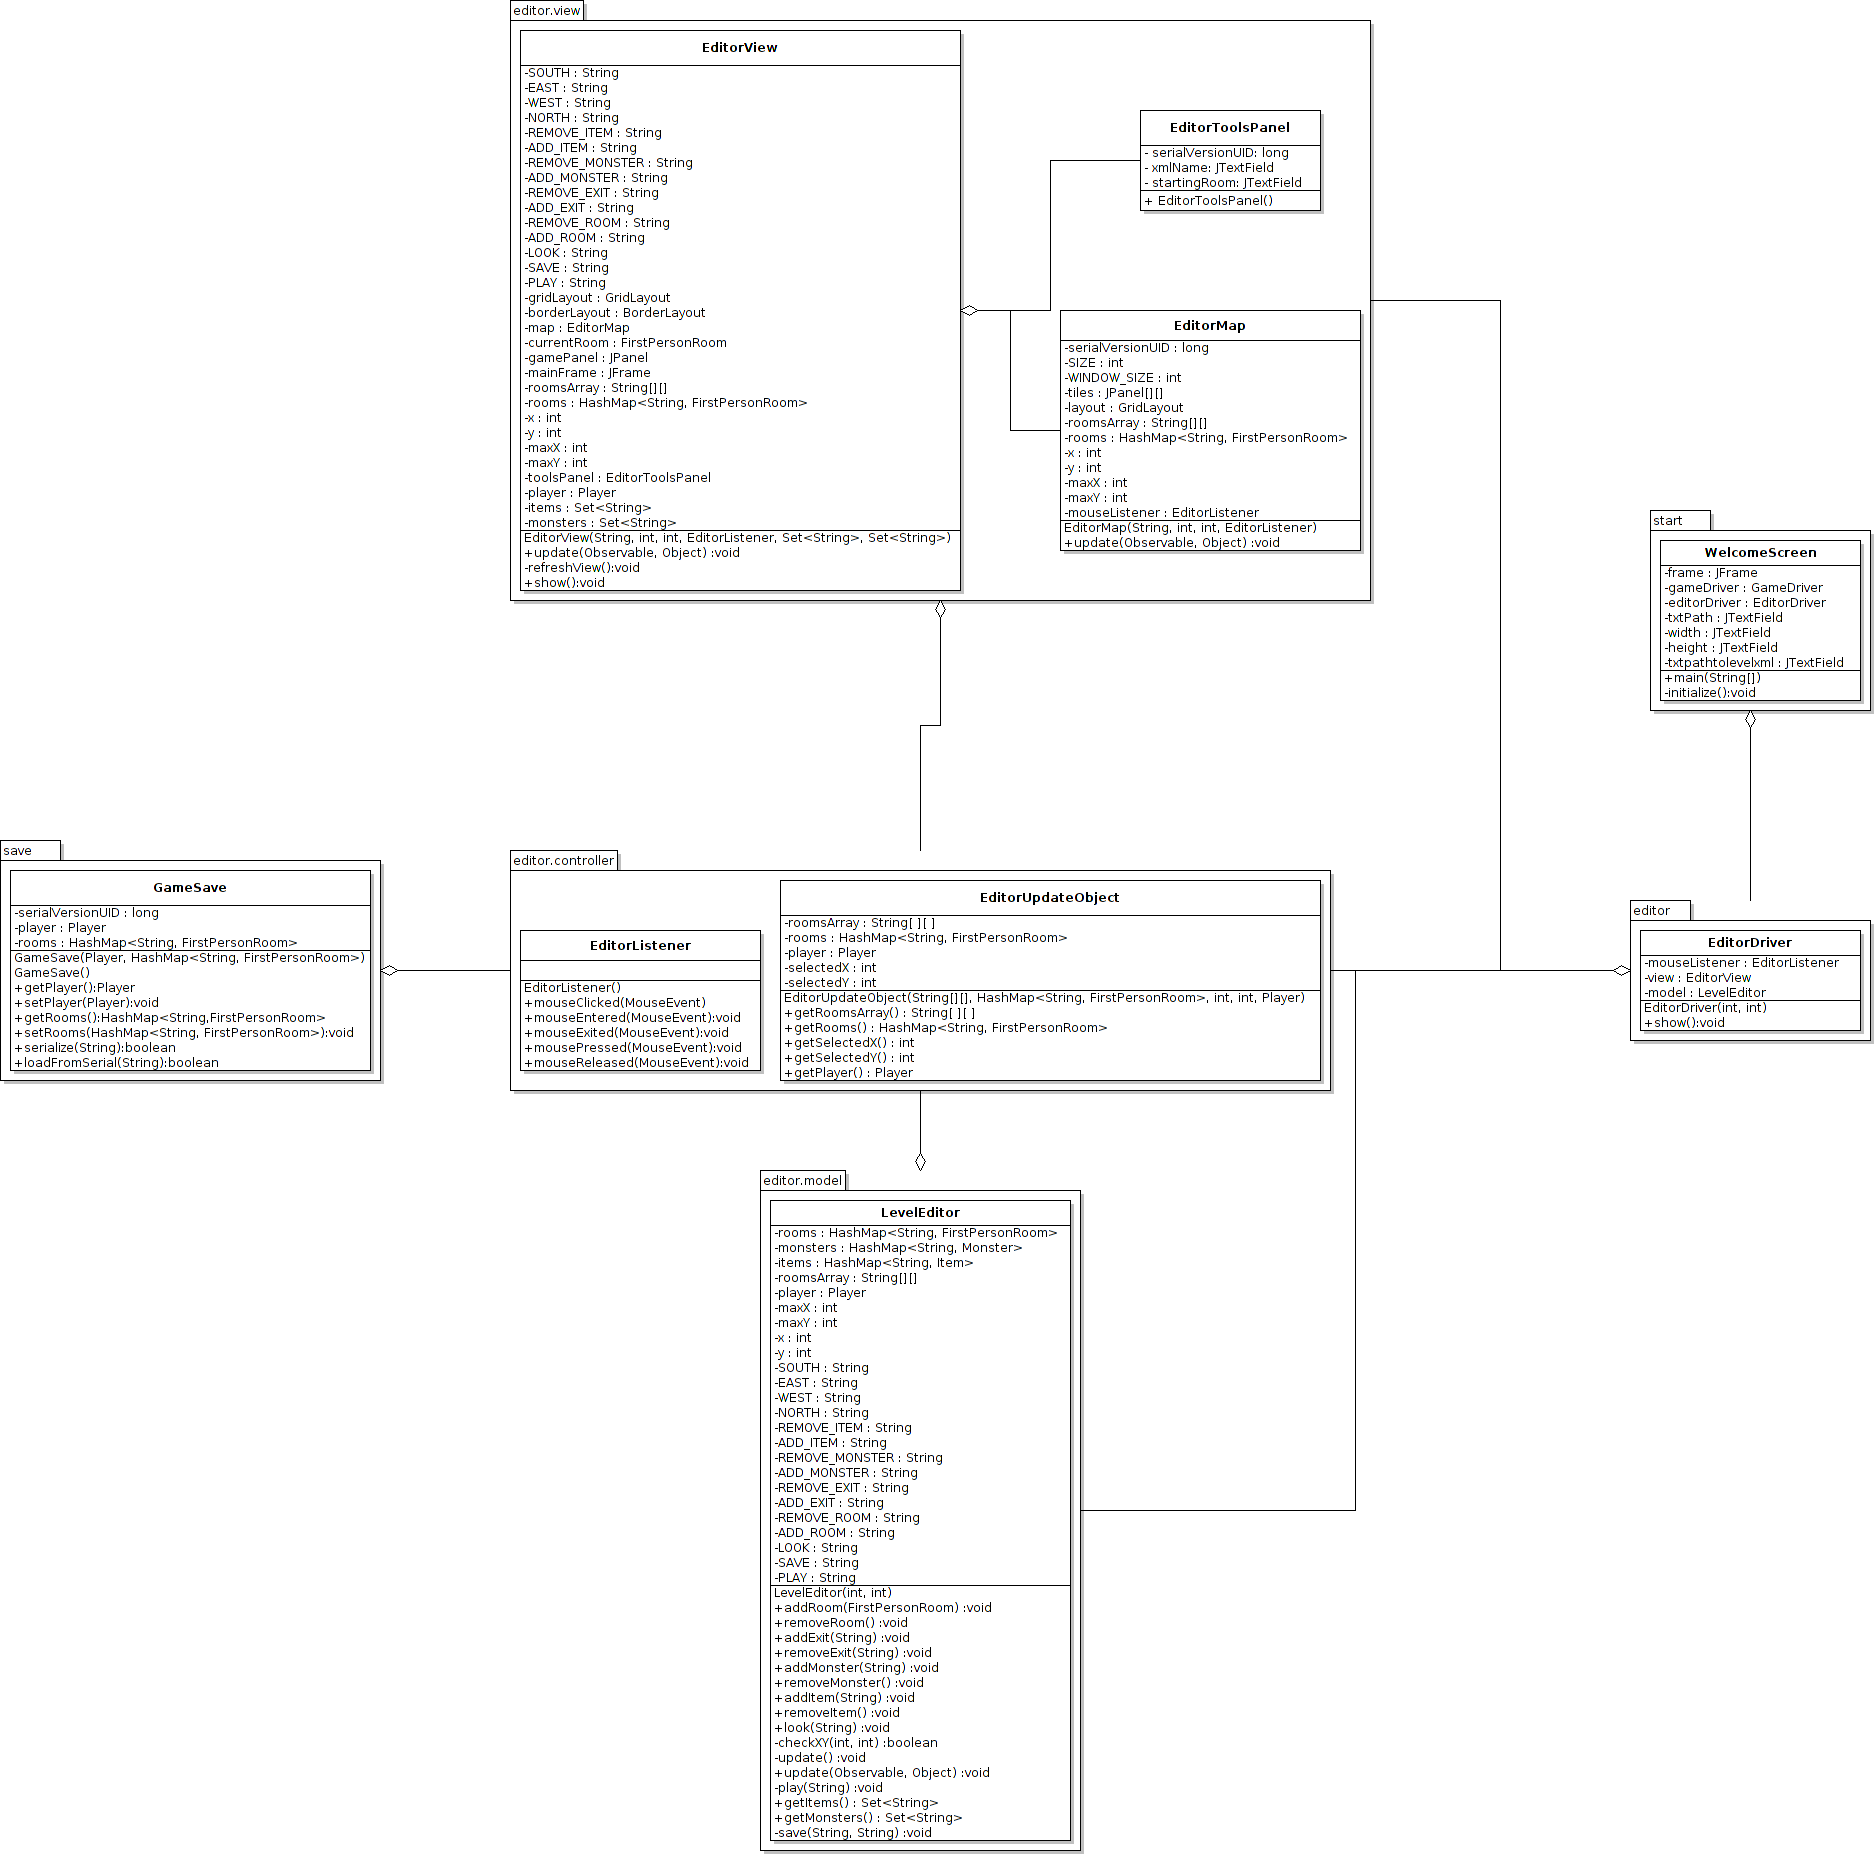 editor.view
EditorView
-SOUTH : String
-EAST : String
-WEST : String
-NORTH : String
-REMOVE_ITEM : String
-ADD_ITEM : String
-REMOVE_MONSTER : String
-ADD_MONSTER : String
-REMOVE_EXIT : String
-ADD_EXIT : String
-REMOVE_ROOM : String
-ADD_ROOM : String
-LOOK : String
-SAVE : String
-PLAY : String
-gridLayout : GridLayout
-borderLayout : BorderLayout
-map : EditorMap
-currentRoom : FirstPersonRoom
-gamePanel : JPanel
-mainFrame : JFrame
-roomsArray : String[][]
-rooms : HashMap<String, FirstPersonRoom>
-x : int
-y : int
-maxX : int
-maxY : int
-toolsPanel : EditorToolsPanel
-player : Player
-items : Set<String>
-monsters : Set<String>
EditorView(String, int, int, EditorListener, Set<String>, Set<String>)
+update(Observable, Object) :void
-refreshView():void
+show():void
EditorToolsPanel
- serialVersionUID: long
- xmlName: JTextField
- startingRoom: JTextField
+ EditorToolsPanel()
EditorMap
-serialVersionUID : long
-SIZE : int
-WINDOW_SIZE : int
-tiles : JPanel[][]
-layout : GridLayout
-roomsArray : String[][]
-rooms : HashMap<String, FirstPersonRoom>
-x : int
-y : int
-maxX : int
-maxY : int
-mouseListener : EditorListener
EditorMap(String, int, int, EditorListener)
+update(Observable, Object) :void
start
WelcomeScreen
-frame : JFrame
-gameDriver : GameDriver
-editorDriver : EditorDriver
-txtPath : JTextField
-width : JTextField
-height : JTextField
-txtpathtolevelxml : JTextField
+main(String[])
-initialize():void
save
GameSave
-serialVersionUID : long
-player : Player
-rooms : HashMap<String, FirstPersonRoom>
GameSave(Player, HashMap<String, FirstPersonRoom>)
GameSave()
+getPlayer():Player
+setPlayer(Player):void
+getRooms():HashMap<String,FirstPersonRoom>
+setRooms(HashMap<String, FirstPersonRoom>):void
+serialize(String):boolean
+loadFromSerial(String):boolean
editor.controller
EditorListener
EditorListener()
+mouseClicked(MouseEvent)
+mouseEntered(MouseEvent):void
+mouseExited(MouseEvent):void
+mousePressed(MouseEvent):void
+mouseReleased(MouseEvent):void
EditorUpdateObject
-roomsArray : String[ ][ ]
-rooms : HashMap<String, FirstPersonRoom>
-player : Player
-selectedX : int
-selectedY : int
EditorUpdateObject(String[][], HashMap<String, FirstPersonRoom>, int, int, Player)
+getRoomsArray() : String[ ][ ]
+getRooms() : HashMap<String, FirstPersonRoom>
+getSelectedX() : int
+getSelectedY() : int
+getPlayer() : Player
editor
EditorDriver
-mouseListener : EditorListener
-view : EditorView
-model : LevelEditor
EditorDriver(int, int)
+show():void
editor.model
LevelEditor
-rooms : HashMap<String, FirstPersonRoom>
-monsters : HashMap<String, Monster>
-items : HashMap<String, Item>
-roomsArray : String[][]
-player : Player
-maxX : int
-maxY : int
-x : int
-y : int
-SOUTH : String
-EAST : String
-WEST : String
-NORTH : String
-REMOVE_ITEM : String
-ADD_ITEM : String
-REMOVE_MONSTER : String
-ADD_MONSTER : String
-REMOVE_EXIT : String
-ADD_EXIT : String
-REMOVE_ROOM : String
-ADD_ROOM : String
-LOOK : String
-SAVE : String
-PLAY : String
LevelEditor(int, int)
+addRoom(FirstPersonRoom) :void
+removeRoom() :void
+addExit(String) :void
+removeExit(String) :void
+addMonster(String) :void
+removeMonster() :void
+addItem(String) :void
+removeItem() :void
+look(String) :void
-checkXY(int, int) :boolean
-update() :void
+update(Observable, Object) :void
-play(String) :void
+getItems() : Set<String>
+getMonsters() : Set<String>
-save(String, String) :void